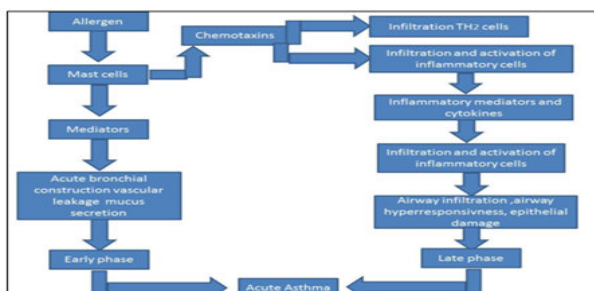 Allergen
Mast cells
Mediators
Acute bronchial
construction vascular
leakage mucus
secretion
Early phase
Chemotaxins
Infiltration TH2 cells
Infiltration and activation of
inflammatory cells
Inflammatory mediators and
cytokines
Infiltration and activation of
inflammatory cells
Airway infiltration ,airway
hyperresponsivness, epithelial
damage
Late phase
Acute Asthma